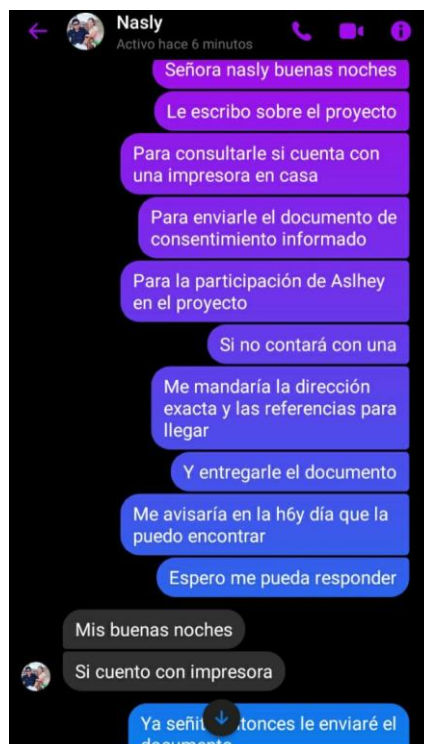 Nasly
Activo hace 6 minutos
Señora nasly buenas noches
Le escribo sobre el proyecto
Para consultarle si cuenta con
una impresora en casa
Para enviarle el documento de
consentimiento informado
Para la participación de Aslhey
en el proyecto
Si no contará con una
Me mandaría la dirección
exacta y las referencias para
llegar
Y entregarle el documento
Me avisaría en la h6y día que la
puedo encontrar
Espero me pueda responder
Mis buenas noches
Si cuento con impresora
Ya le enviaré el